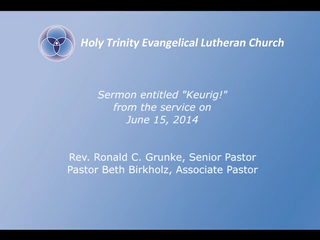 Holy Trinity Evangelical Lutheran Church
Sermon entitled "Keurig!"
from the service on
June 15, 2014
Rev. Ronald C. Grunke, Senior Pastor
Pastor Beth Birkholz, Associate Pastor